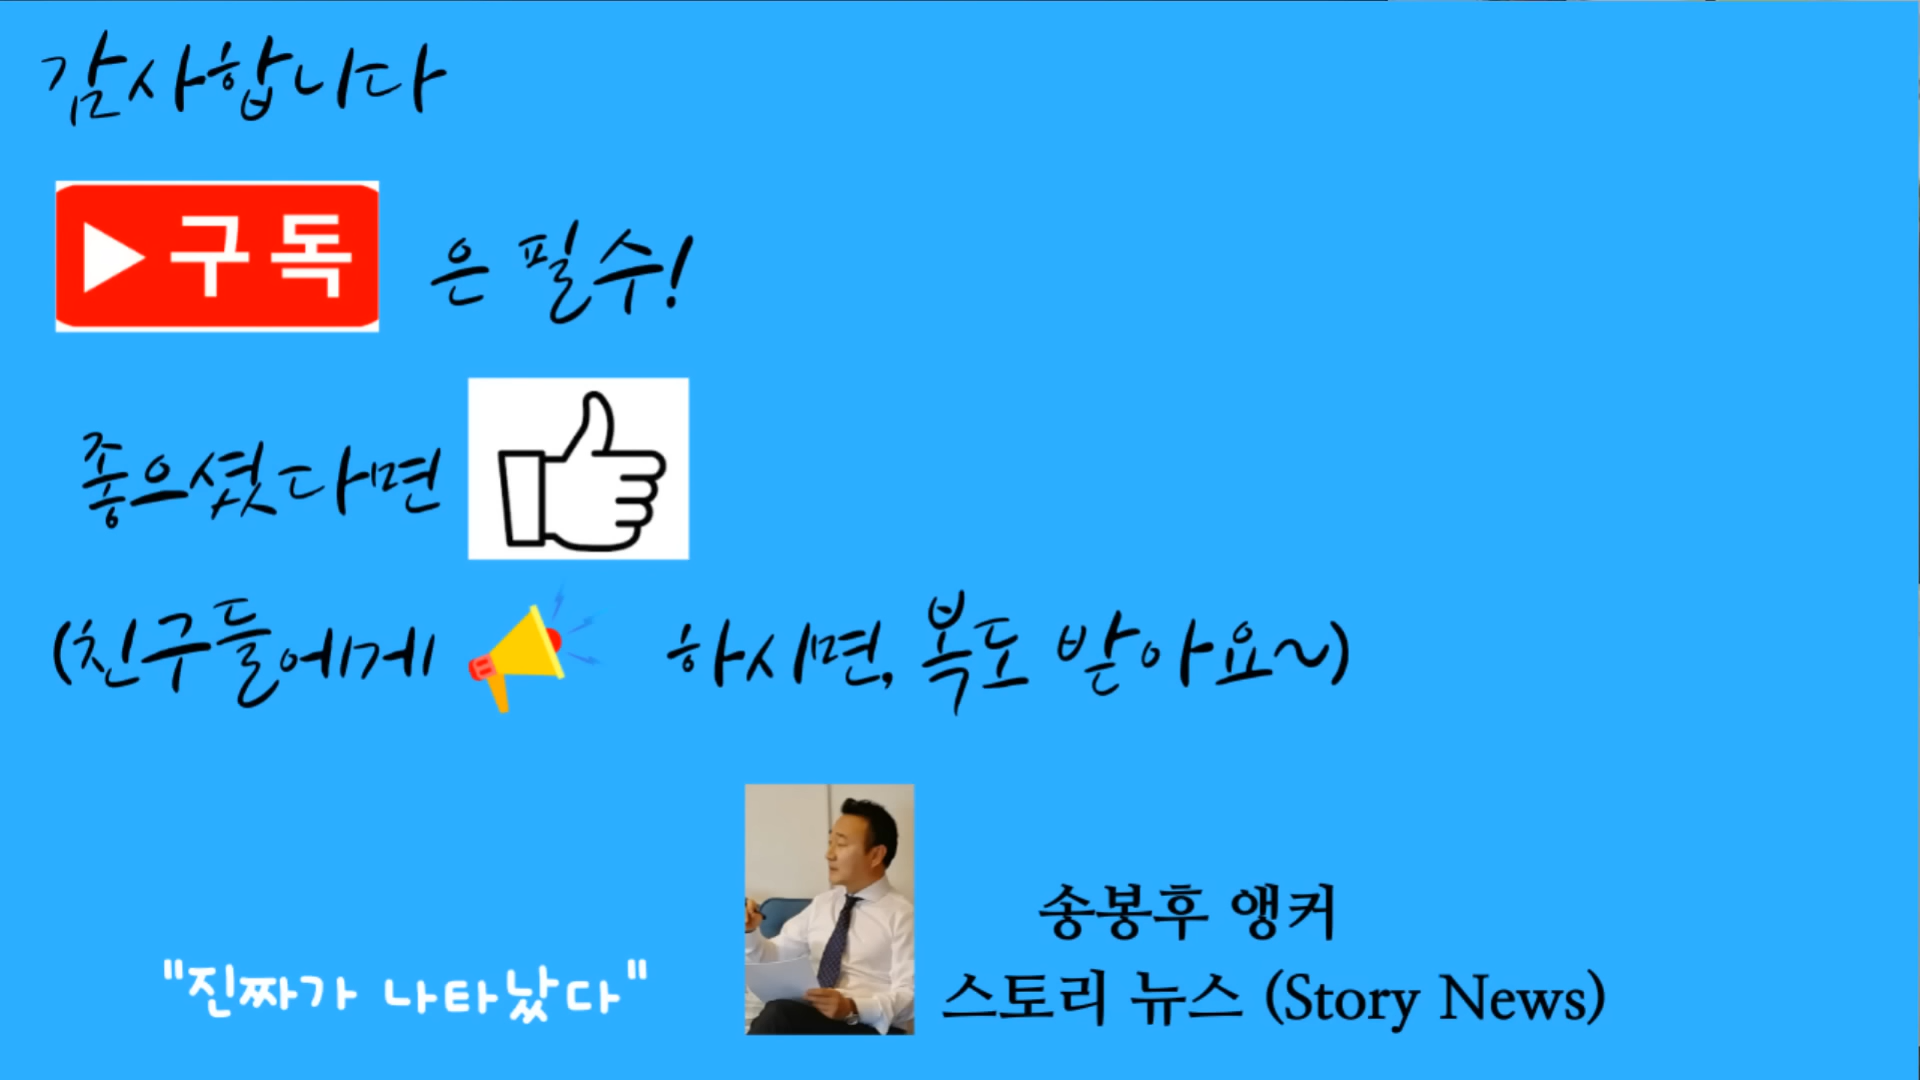 감사합니다
구독 은 필수!
좋으셨다면
(친구들에게 하시면, 복도 받아요~)
송봉후 앵커
"진짜가 나타났다"
스토리 뉴스 (Story News)